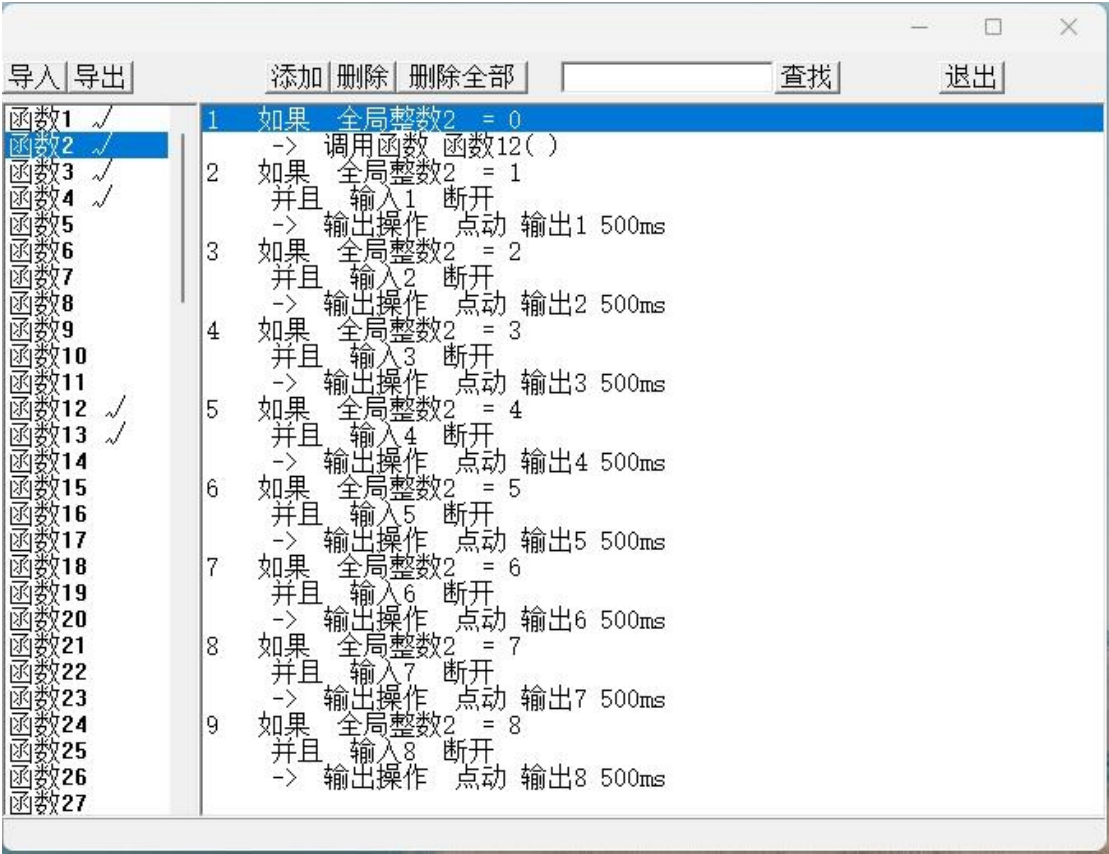 导入 导出 添加 删除 删除全部 查找 退出
函数1 √
函数2 √
函数3 √
函数4 √
函数5
函数6
函数7
函数8
函数9
函数10
函数11
函数12 √
函数13 √
函数14
函数15
函数16
函数17
函数18
函数19
函数20
函数21
函数22
函数23
函数24
函数25
函数26
函数27
1 如果 全局整数2 = 0
-> 调用函数 函数12( )
2 如果 全局整数2 = 1
并且 输入1 断开
-> 输出操作 点动 输出1 500ms
3 如果 全局整数2 = 2
并且 输入2 断开
-> 输出操作 点动 输出2 500ms
4 如果 全局整数2 = 3
并且 输入3 断开
-> 输出操作 点动 输出3 500ms
5 如果 全局整数2 = 4
并且 输入4 断开
-> 输出操作 点动 输出4 500ms
6 如果 全局整数2 = 5
并且 输入5 断开
-> 输出操作 点动 输出5 500ms
7 如果 全局整数2 = 6
并且 输入6 断开
-> 输出操作 点动 输出6 500ms
8 如果 全局整数2 = 7
并且 输入7 断开
-> 输出操作 点动 输出7 500ms
9 如果 全局整数2 = 8
并且 输入8 断开
-> 输出操作 点动 输出8 500ms